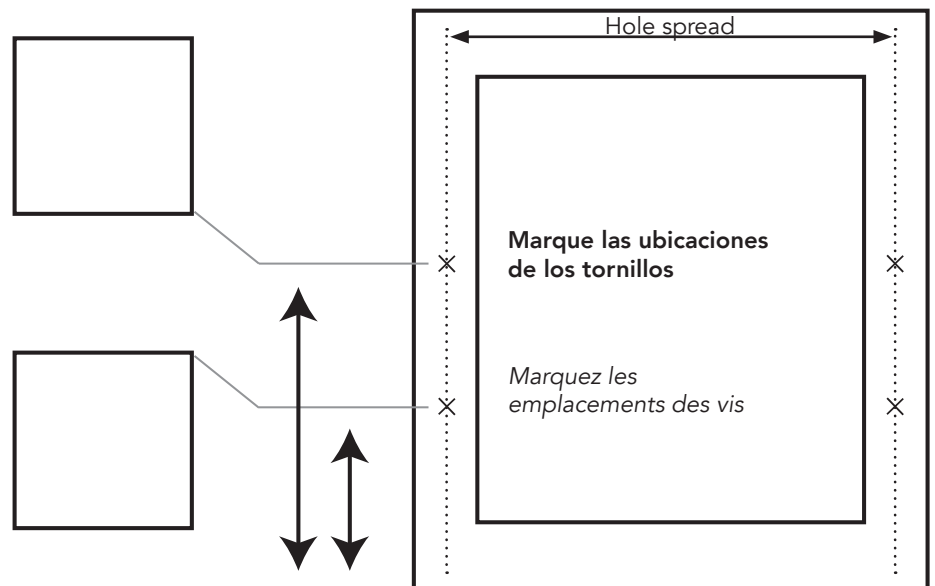 Hole spread
Marque las ubicaciones
de los tornillos
Marquez les
emplacements des vis